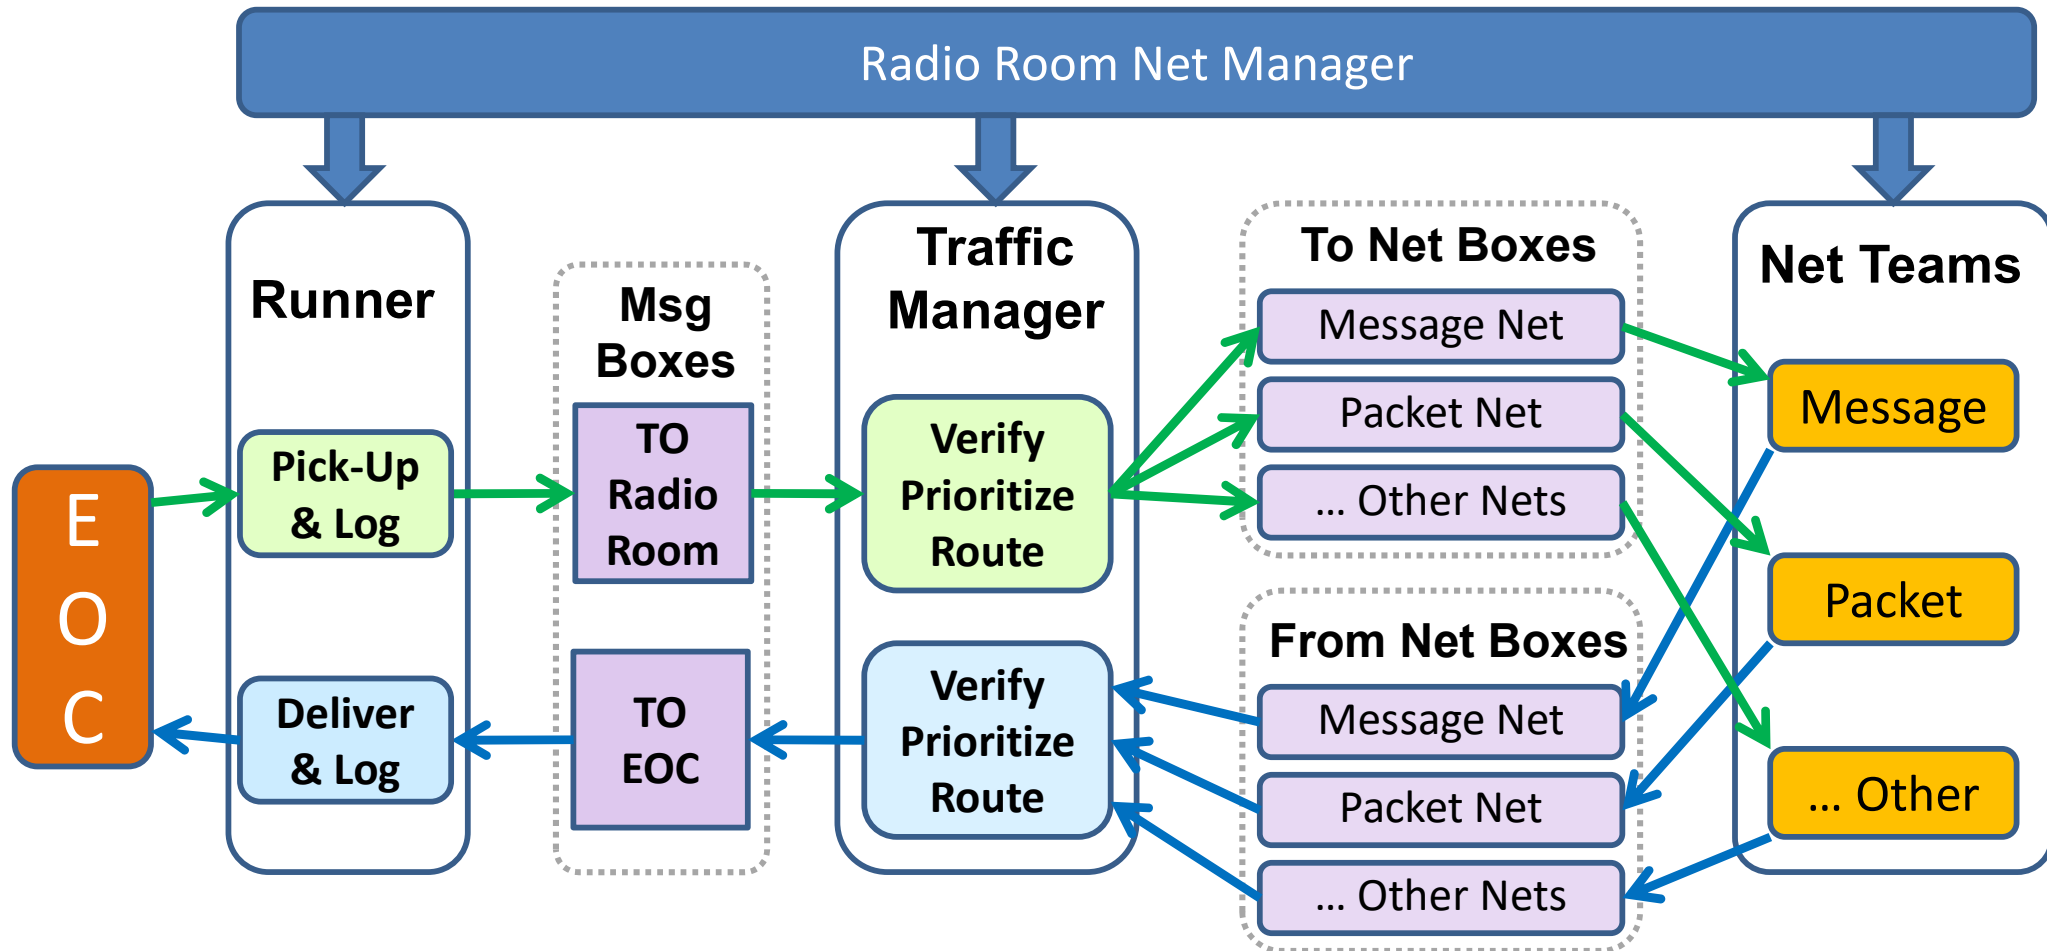 Radio Room Net Manager
Runner
Pick-Up
& Log
Deliver
& Log
E
O
C
Msg
Boxes
TO
Radio
Room
TO
EOC
Traffic
Manager
Verify
Prioritize
Route
Verify
Prioritize
Route
To Net Boxes
Message Net
Packet Net
... Other Nets
From Net Boxes
Message Net
Packet Net
... Other Nets
Net Teams
Message
Packet
... Other